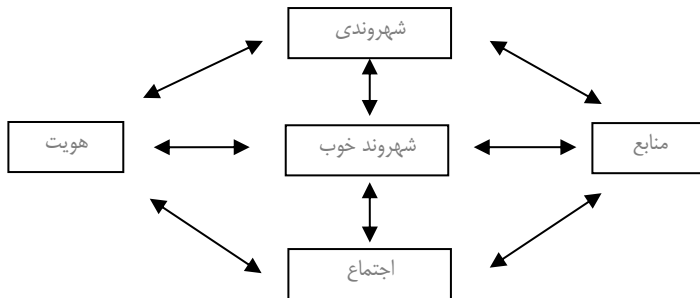 شهروندی
منابع
شهروند خوب
هویت
اجتماع